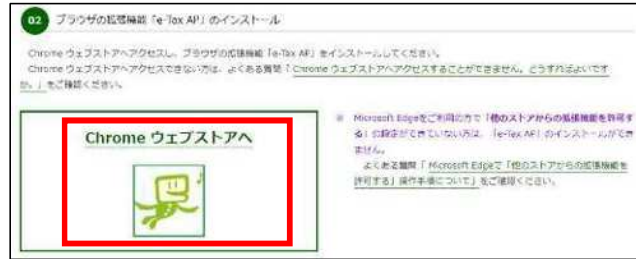 02 ブラウザの拡張機能「e-Tax AP」のインストール
Chrome ウェブストアへアクセスし、ブラウザの拡張機能「e-Tax AP」をインストールしてください。
Chrome ウェブストアへアクセスできない方は、よくある質問「Chrome ウェブストアへアクセスすることができません。どうすればよいです
か。」をご確認ください。
Chrome ウェブストアへ
※ Microsoft Edgeをご利用の方で「他のストアからの拡張機能を許可す
る」の設定ができていない方は、「e-Tax AP」のインストールができ
ません。
よくある質問「Microsoft Edgeで「他のストアからの拡張機能を
許可する」操作手順について」をご確認ください。